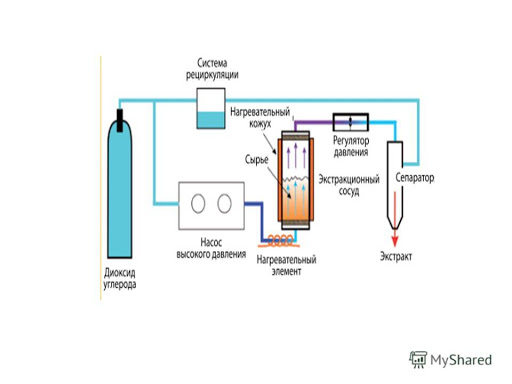 Система
рециркуляции
Нагревательный
кожух
Сырье
Регулятор
давления
Экстракционный
сосуд
Сепаратор
Насос
высокого давления
Нагревательный
элемент
Экстракт
Диоксид
углерода
MyShared